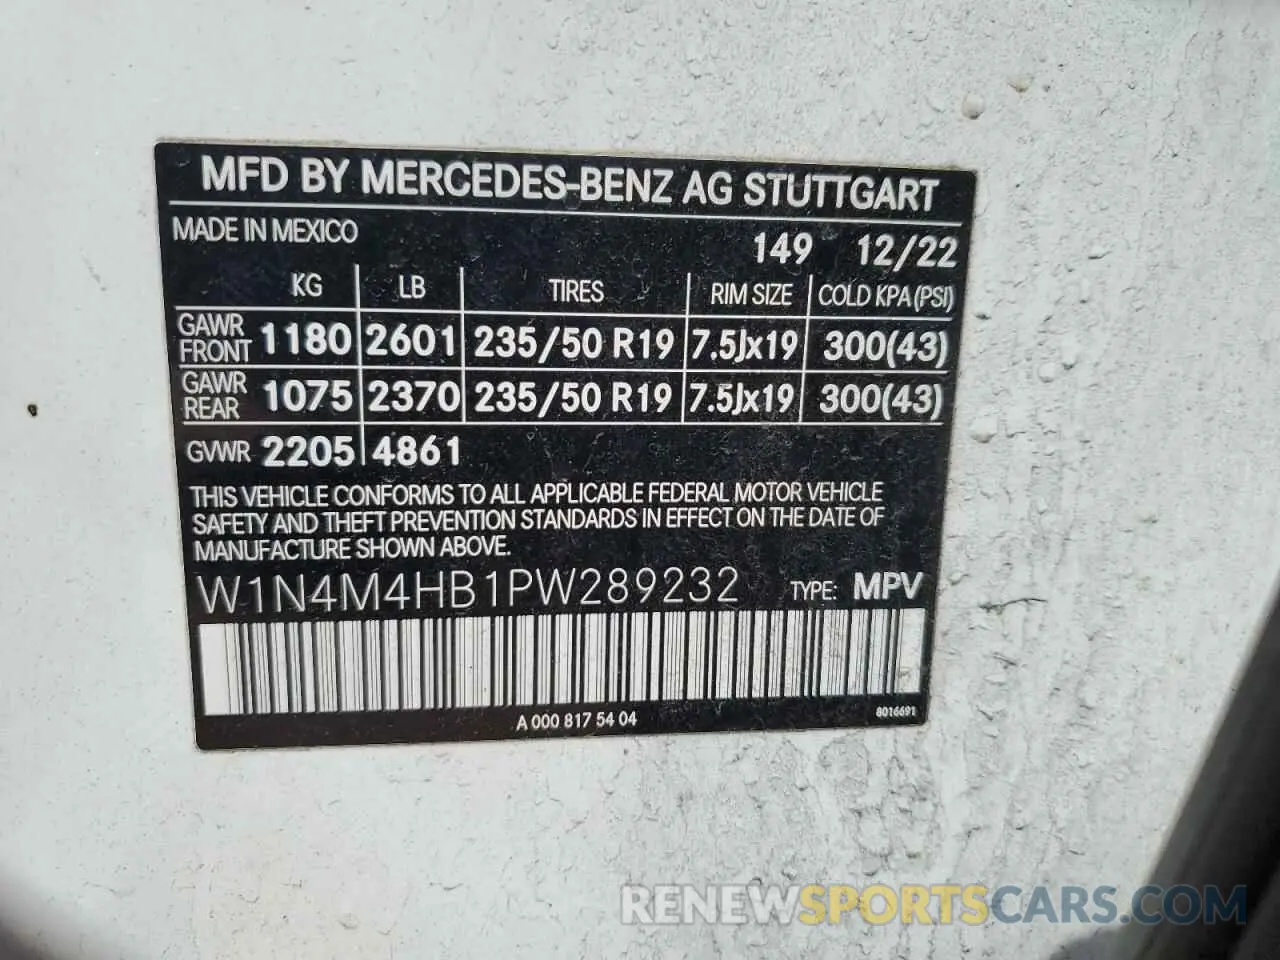 MFD BY MERCEDES-BENZ AG STUTTGART
MADE IN MEXICO
149 12/22
KG LB TIRES RIM SIZE COLD KPA (PSI)
GAWR FRONT 1180 2601 235/50 R19 7.5Jx19 300(43)
GAWR REAR 1075 2370 235/50 R19 7.5Jx19 300(43)
GVWR 2205 4861
THIS VEHICLE CONFORMS TO ALL APPLICABLE FEDERAL MOTOR VEHICLE
SAFETY AND THEFT PREVENTION STANDARDS IN EFFECT ON THE DATE OF
MANUFACTURE SHOWN ABOVE.
W1N4M4HB1PW289232 TYPE: MPV
A 000 817 54 04 8016691
RENEWSPORTSCARS.COM